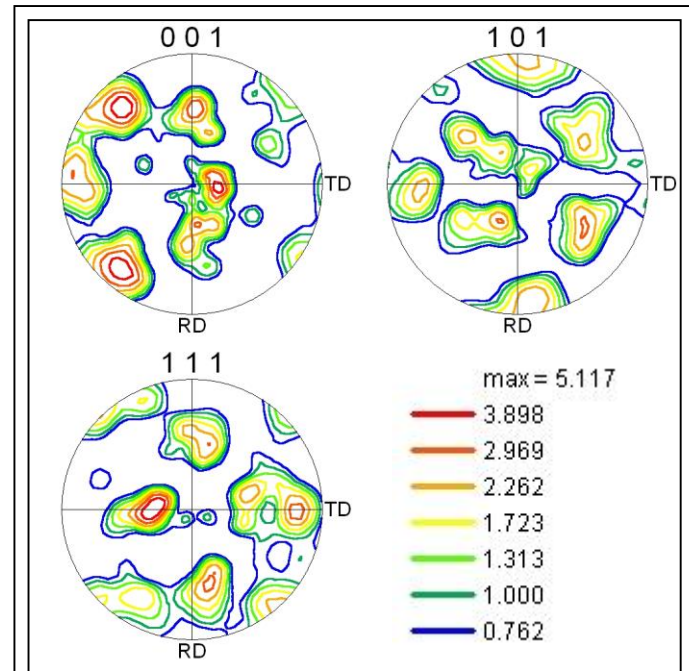 0 0 1
TD
RD
1 0 1
TD
RD
1 1 1
TD
RD
max = 5.117
3.898
2.969
2.262
1.723
1.313
1.000
0.762